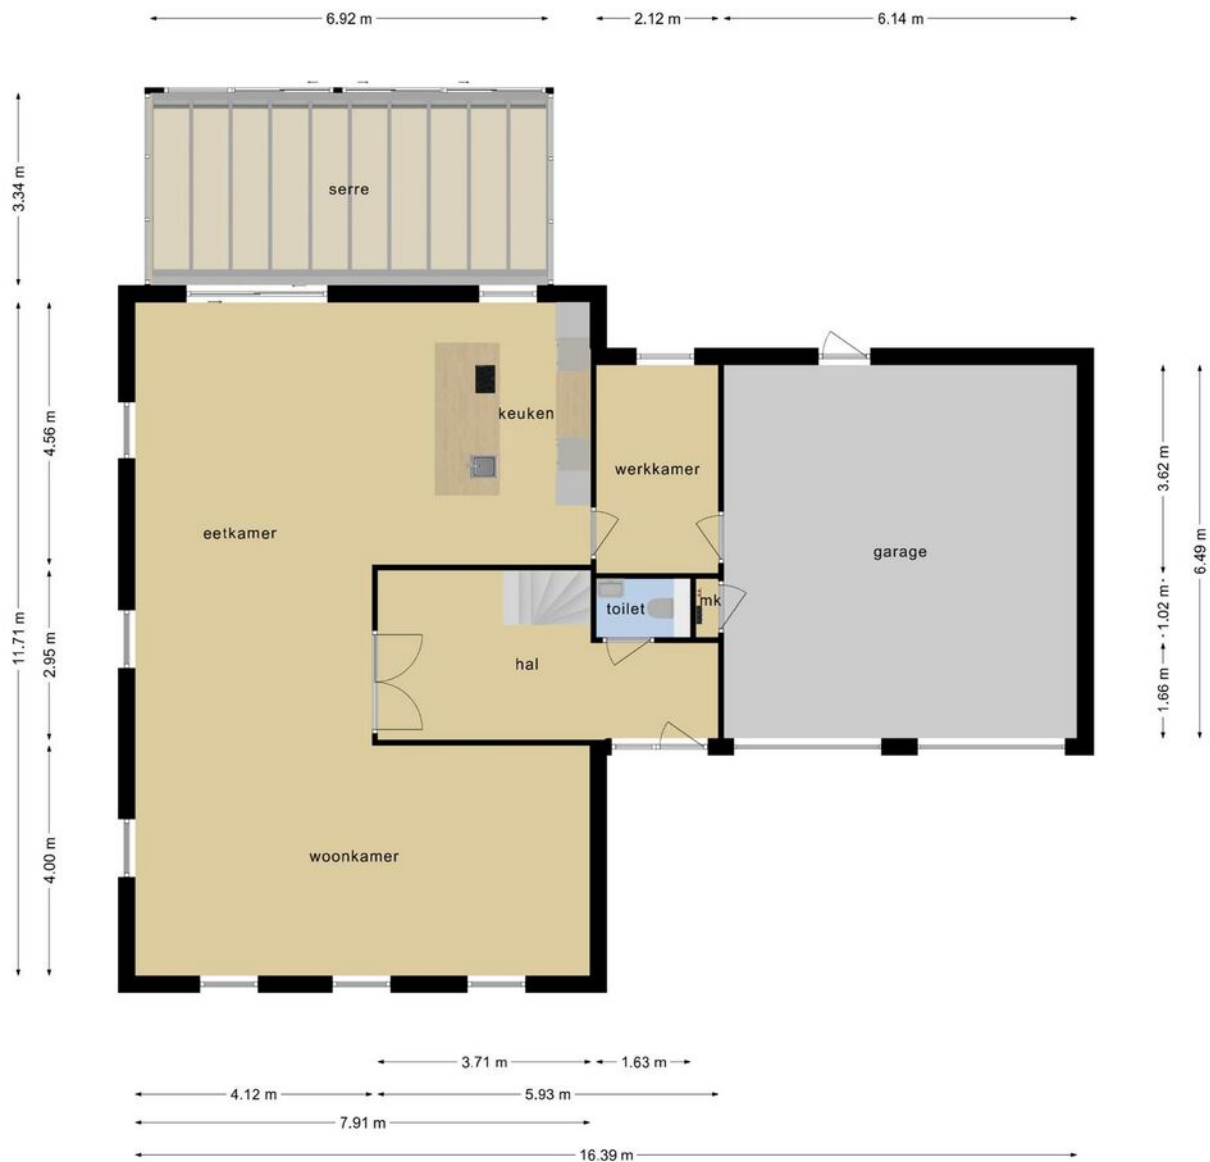 6.92 m
2.12 m
6.14 m
3.34 m
serre
keuken
4.56 m
3.62 m
werkkamer
eetkamer
garage
6.49 m
11.71 m
toilet
mk
1.02 m
2.95 m
hal
1.66 m
4.00 m
woonkamer
3.71 m
1.63 m
4.12 m
5.93 m
7.91 m
16.39 m